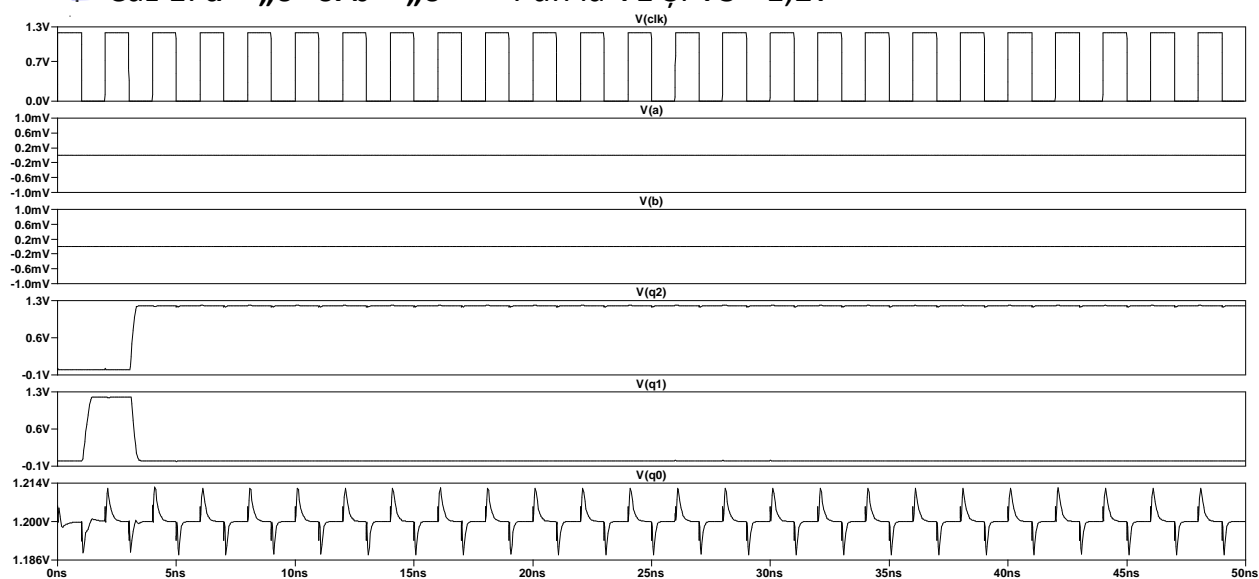 V(clk)
1.3V
0.7V
0.0V
V(a)
1.0mV
0.6mV
0.2mV
-0.2mV
-0.6mV
-1.0mV
V(b)
1.0mV
0.6mV
0.2mV
-0.2mV
-0.6mV
-1.0mV
V(q2)
1.3V
0.6V
-0.1V
V(q1)
1.3V
0.6V
-0.1V
V(q0)
1.214V
1.200V
1.186V
0ns 5ns 10ns 15ns 20ns 25ns 30ns 35ns 40ns 45ns 50ns